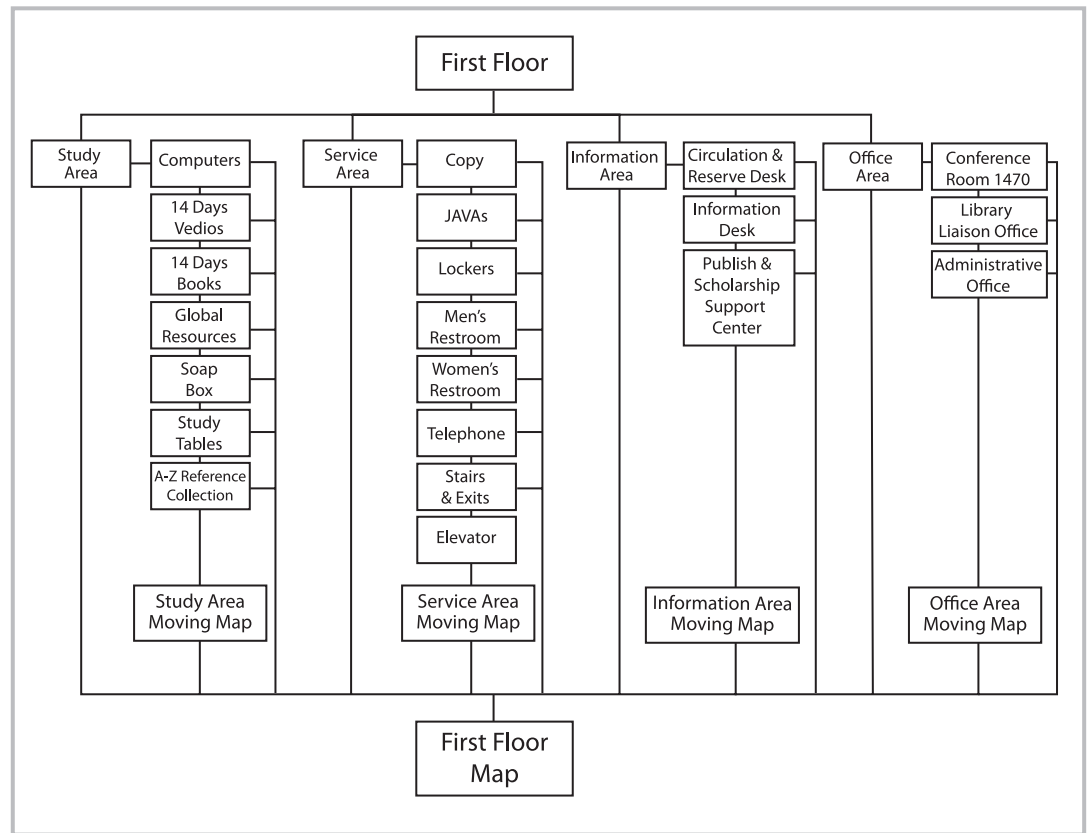 First Floor
Study
Area
Computers
14 Days
Vedios
14 Days
Books
Global
Resources
Soap
Box
Study
Tables
A-Z Reference
Collection
Study Area
Moving Map
Service
Area
Copy
JAVAs
Lockers
Men's
Restroom
Women's
Restroom
Telephone
Stairs
& Exits
Elevator
Service Area
Moving Map
Information
Area
Circulation &
Reserve Desk
Information
Desk
Publish &
Scholarship
Support
Center
Information Area
Moving Map
Office
Area
Conference
Room 1470
Library
Liaison Office
Administrative
Office
Office Area
Moving Map
First Floor
Map